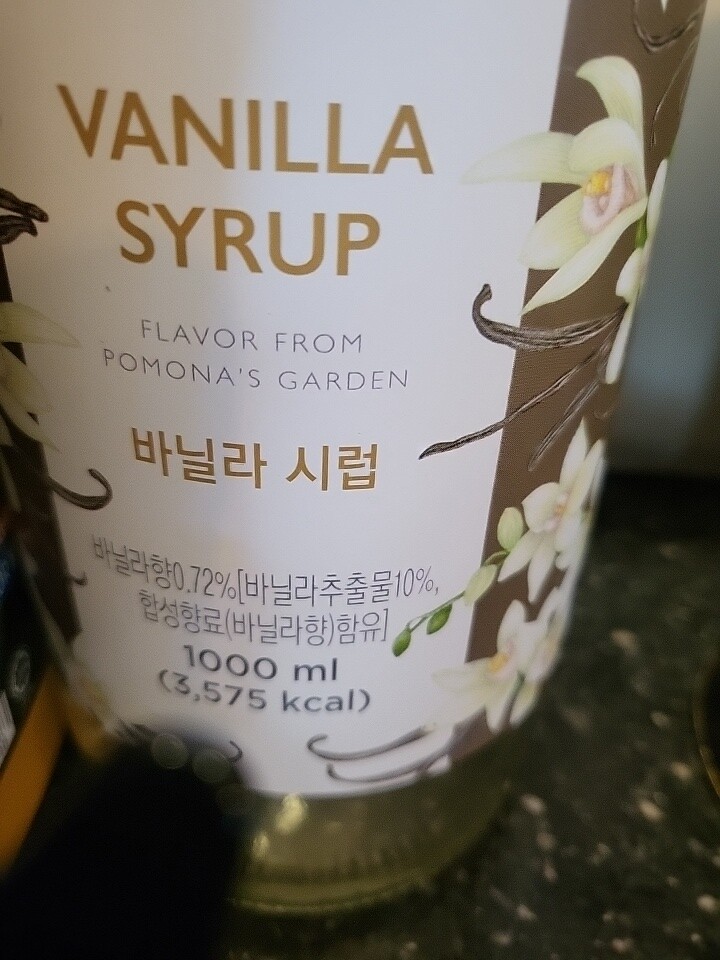 VANILLA
SYRUP
FLAVOR FROM
POMONA'S GARDEN
바닐라 시럽
바닐라향0.72%[바닐라추출물10%,
합성향료(바닐라향)함유]
1000 ml
(3,575 kcal)